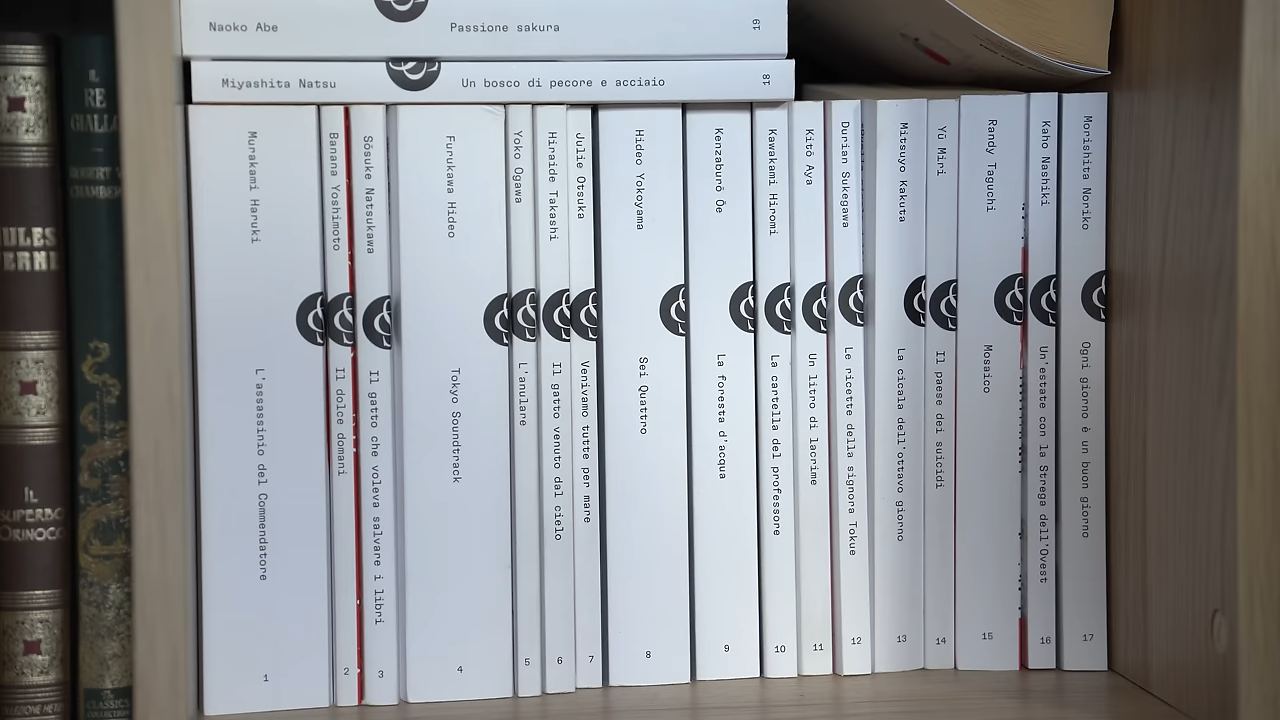 Naoko Abe Passione sakura 19
Miyashita Natsu Un bosco di pecore e acciaio 18
IL
RE
GIALLO
ROBERT
IL
SUPERBO
ORINOCO
CLASSICS
Murakami Haruki L'assassinio del Commendatore 1
Banana Yoshimoto Il dolce domani 2
Sōsuke Natsukawa Il gatto che voleva salvare i libri 3
Furukawa Hideo Tokyo Soundtrack 4
Yoko Ogawa L'anulare 5
Hiraide Takashi Il gatto venuto dal cielo 6
Julie Otsuka Venivamo tutte per mare 7
Hideo Yokoyama Sei Quattro 8
Kenzaburō Ōe La foresta d'acqua 9
Kawakami Hiromi La cartella del professore 10
Kitō Aya Un litro di lacrime 11
Durian Sukegawa Le ricette della signora Tokue 12
Mitsuyo Kakuta La cicala dell'ottavo giorno 13
Yū Miri Il paese dei suicidi 14
Randy Taguchi Mosaico 15
Kaho Nashiki Un'estate con la Strega dell'Ovest 16
Morishita Noriko Ogni giorno è un buon giorno 17